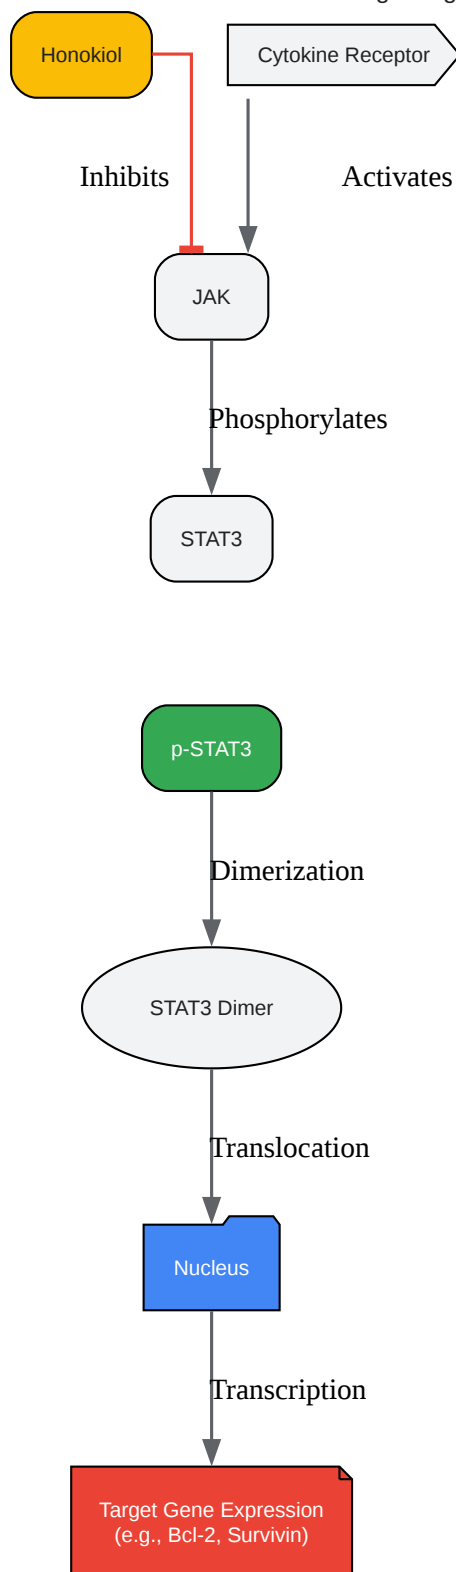 Honokiol
Cytokine Receptor
Inhibits
Activates
JAK
Phosphorylates
STAT3
p-STAT3
Dimerization
STAT3 Dimer
Translocation
Nucleus
Transcription
Target Gene Expression
(e.g., Bcl-2, Survivin)